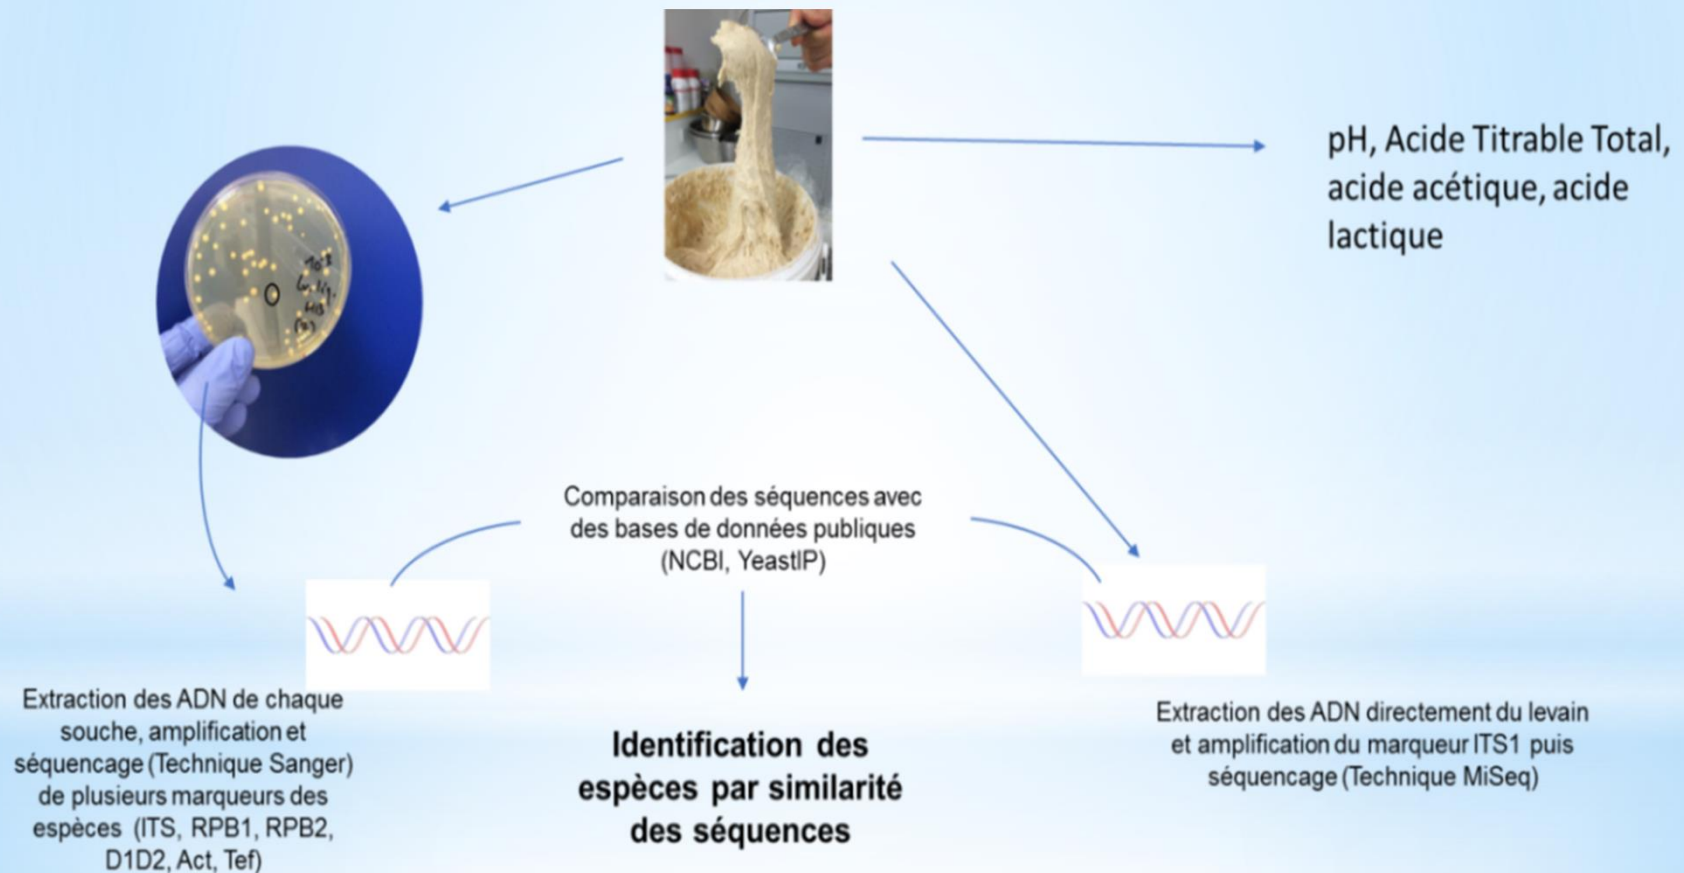 pH, Acide Titrable Total,
acide acétique, acide
lactique
Comparaison des séquences avec
des bases de données publiques
(NCBI, YeastIP)
Extraction des ADN de chaque
souche, amplification et
séquencage (Technique Sanger)
de plusieurs marqueurs des
espèces (ITS, RPB1, RPB2,
D1D2, Act, Tef)
Identification des
espèces par similarité
des séquences
Extraction des ADN directement du levain
et amplification du marqueur ITS1 puis
séquencage (Technique MiSeq)